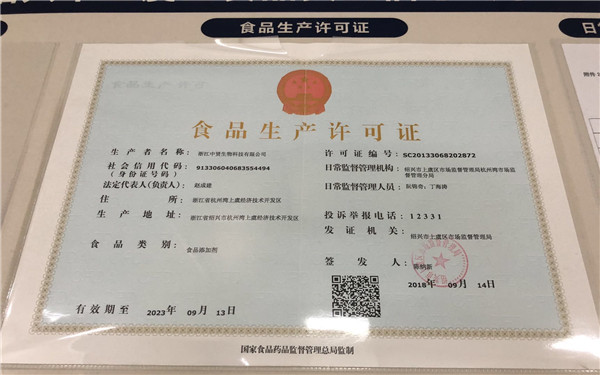 食品生产许可证
日常
食品生产许可证
生产者名称: 浙江中贤生物科技有限公司
社会信用代码: 913306040683554494
(身份证号码)
法定代表人(负责人): 赵成建
住所: 浙江省杭州湾上虞经济技术开发区
生产地址: 浙江省绍兴市杭州湾上虞经济技术开发区
食品类别: 食品添加剂
许可证编号: SC20133068202872
日常监督管理机构: 绍兴市上虞区市场监督管理局杭州湾市场监
督管理分局
日常监督管理人员: 阮锦奇, 丁海涛
投诉举报电话: 12331
发证机关: 绍兴市上虞区市场监督管理局
签发人:
2018 年 09 月 14日
有效期至 2023 年 09 月 13日
国家食品药品监督管理总局监制
附件